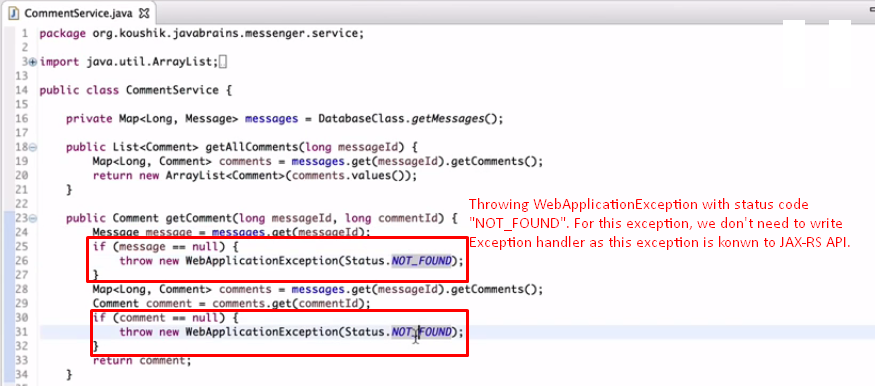 CommentService.java
1 package org.koushik.javabrains.messenger.service;
2
3 import java.util.ArrayList;
13
14 public class CommentService {
15
16 private Map<Long, Message> messages = DatabaseClass.getMessages();
17
18 public List<Comment> getAllComments(long messageId) {
19 Map<Long, Comment> comments = messages.get(messageId).getComments();
20 return new ArrayList<Comment>(comments.values());
21 }
22
23 public Comment getComment(long messageId, long commentId) {
24 Message message = messages.get(messageId);
25 if (message == null) {
26 throw new WebApplicationException(Status.NOT_FOUND);
27 }
28 Map<Long, Comment> comments = messages.get(messageId).getComments();
29 Comment comment = comments.get(commentId);
30 if (comment == null) {
31 throw new WebApplicationException(Status.NOT_FOUND);
32 }
33 return comment;
34 }
Throwing WebApplicationException with status code
"NOT_FOUND". For this exception, we don't need to write
Exception handler as this exception is konwn to JAX-RS API.